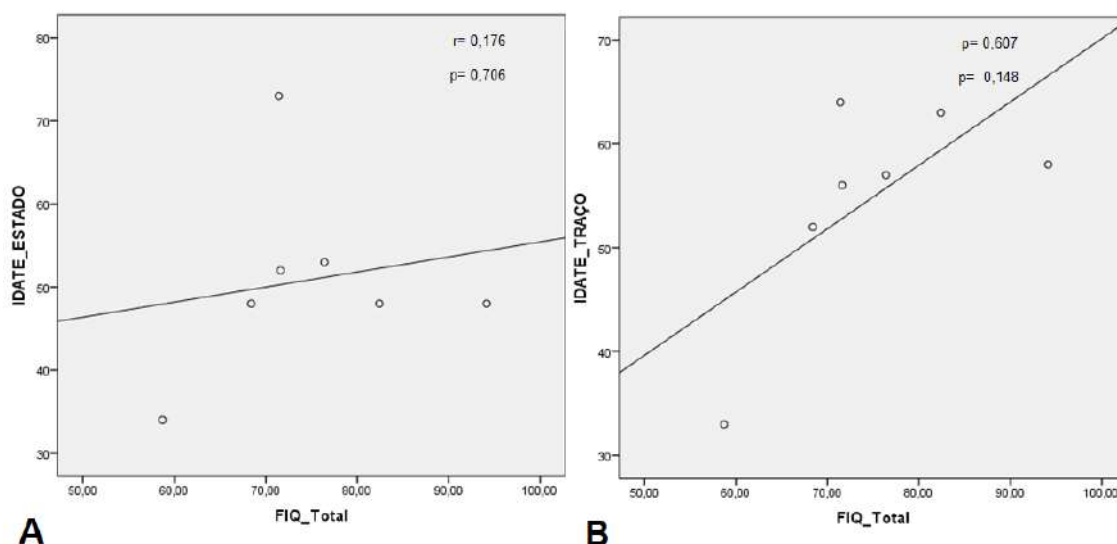 r= 0,176
p= 0,706
80
70
60
50
40
30
IDATE_ESTADO
50,00 60,00 70,00 80,00 90,00 100,00
FIQ_Total
A
p= 0,607
p= 0,148
70
60
50
40
30
IDATE_TRAÇO
50,00 60,00 70,00 80,00 90,00 100,00
FIQ_Total
B